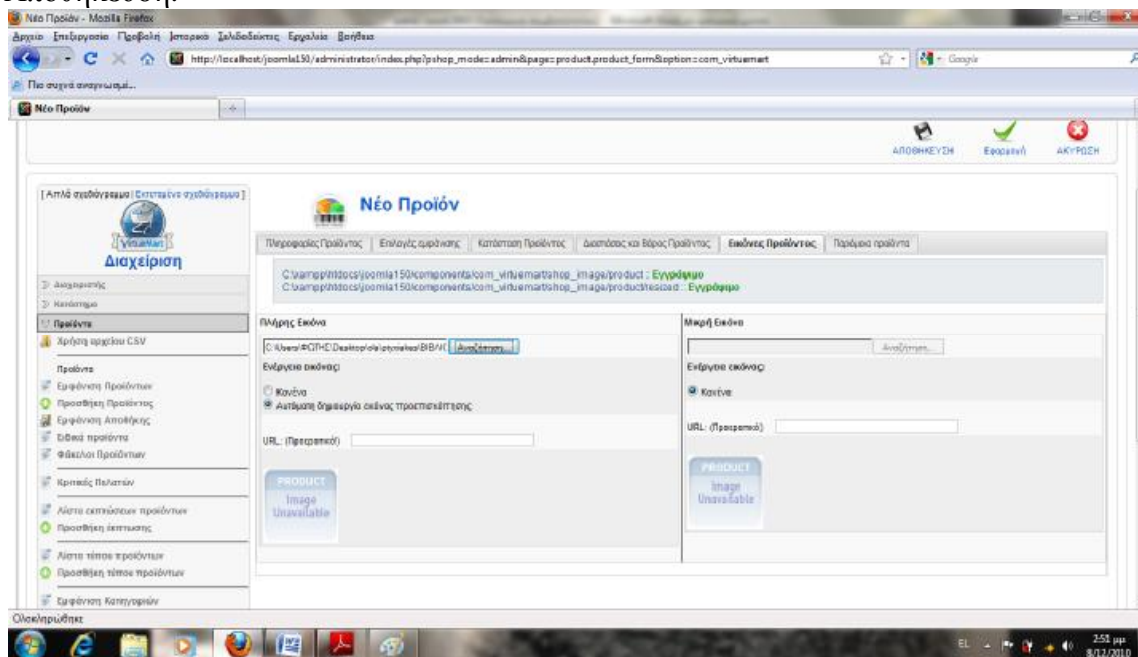 Αποθήκευση.
Νέο Προϊόν - Mozilla Firefox
Αρχείο Επεξεργασία Προβολή Ιστορικό Σελιδοδείκτες Εργαλεία Βοήθεια
http://localhost/joomla150/administrator/index.php?pshop_mode=admin&page=product.product_form&option=com_virtuemart
Google
Πιο συχνά αναγνωσμέ...
Νέο Προϊόν
ΑΠΟΘΗΚΕΥΣΗ Εφαρμογή ΑΚΥΡΩΣΗ
[ Απλό σχεδιάγραμμα | Εκτεταμένο σχεδιάγραμμα ]
VirtueMart
Διαχείριση
Νέο Προϊόν
Πληροφορίες Προϊόντος Επιλογές εμφάνισης Κατάσταση Προϊόντος Διαστάσεις και Βάρος Προϊόντος Εικόνες Προϊόντος Παρόμοια προϊόντα
C:\xampp\htdocs\joomla150/components/com_virtuemart/shop_image/product : Εγγράψιμο
C:\xampp\htdocs\joomla150/components/com_virtuemart/shop_image/product/resized : Εγγράψιμο
Διαχειριστής
Κατάστημα
Προϊόντα
Χρήση αρχείου CSV
Προϊόντα
Εμφάνιση Προϊόντων
Προσθήκη Προϊόντος
Εμφάνιση Αποθήκης
Ειδικά προϊόντα
Φάκελοι Προϊόντων
Κριτικές Πελατών
Λίστα εκπτώσεων προϊόντων
Προσθήκη έκπτωσης
Λίστα τύπου προϊόντων
Προσθήκη τύπου προϊόντων
Εμφάνιση Κατηγοριών
Πλήρης Εικόνα
Αναζήτηση...
Ενέργεια εικόνας:
Κανένα
Αυτόματη δημιουργία εικόνας προεπισκόπησης
URL: (Προαιρετικό!)
PRODUCT
Image
Unavailable
Μικρή Εικόνα
Αναζήτηση...
Ενέργεια εικόνας:
Κανένα
URL: (Προαιρετικό)
PRODUCT
Image
Unavailable
Ολοκληρώθηκε
EL
2:51 μμ
8/12/2010